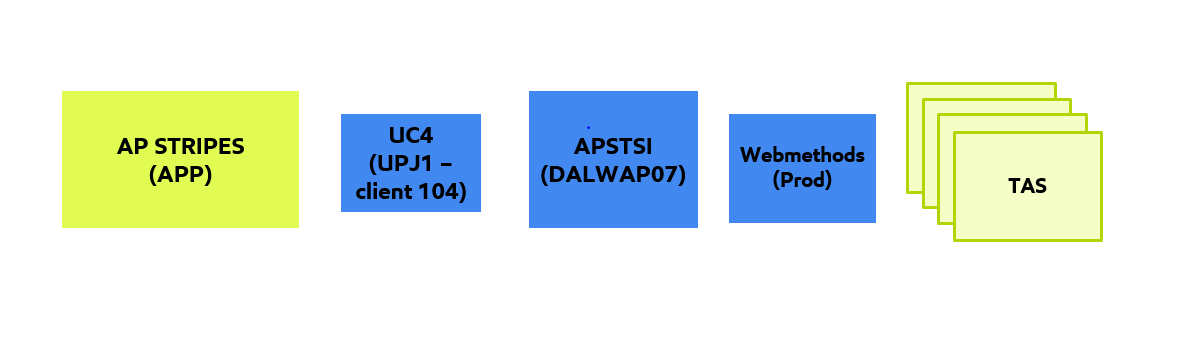 AP STRIPES
(APP)
UC4
(UPJ1 –
client 104)
APSTSI
(DALWAP07)
Webmethods
(Prod)
TAS